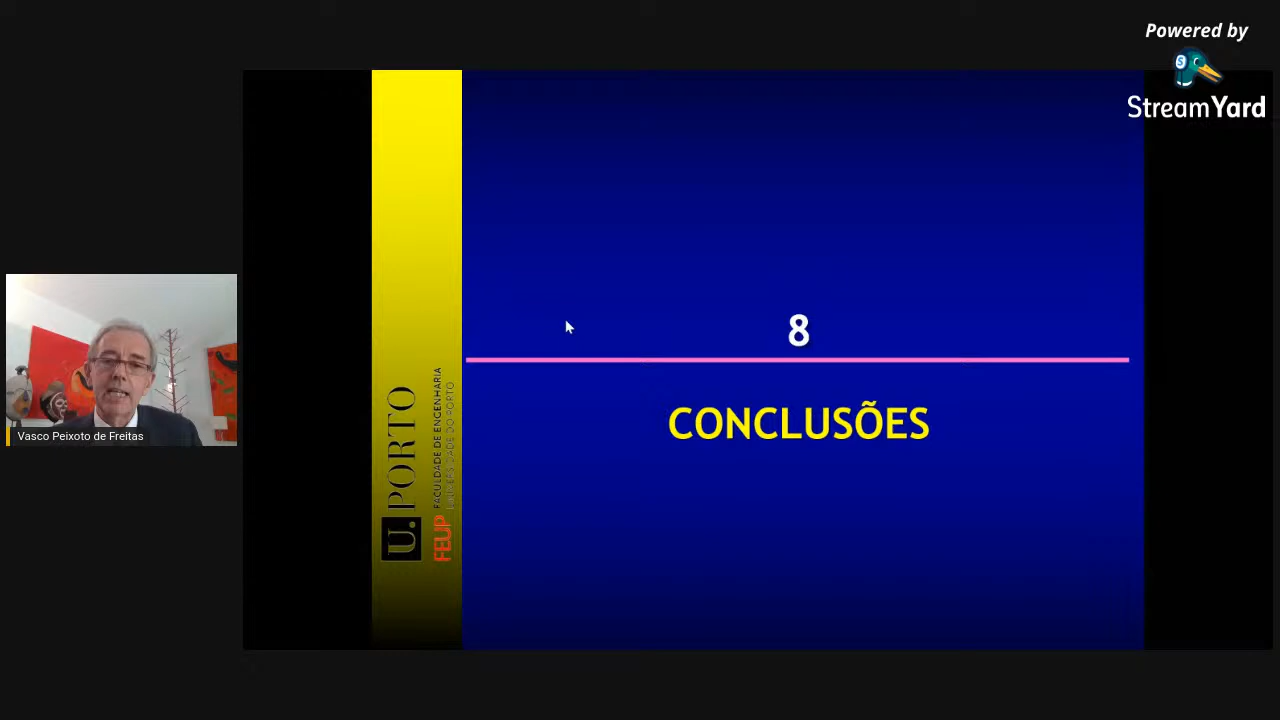 Powered by
StreamYard
8
CONCLUSÕES
U. PORTO
FEUP FACULDADE DE ENGENHARIA
UNIVERSIDADE DO PORTO
Vasco Peixoto de Freitas